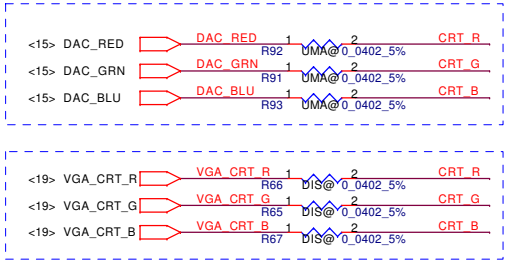 <15> DAC_RED DAC_RED 1 2 CRT_R
R92 UMA@ 0_0402_5%
<15> DAC_GRN DAC_GRN 1 2 CRT_G
R91 UMA@ 0_0402_5%
<15> DAC_BLU DAC_BLU 1 2 CRT_B
R93 UMA@ 0_0402_5%
<19> VGA_CRT_R VGA_CRT_R 1 2 CRT_R
R66 DIS@ 0_0402_5%
<19> VGA_CRT_G VGA_CRT_G 1 2 CRT_G
R65 DIS@ 0_0402_5%
<19> VGA_CRT_B VGA_CRT_B 1 2 CRT_B
R67 DIS@ 0_0402_5%